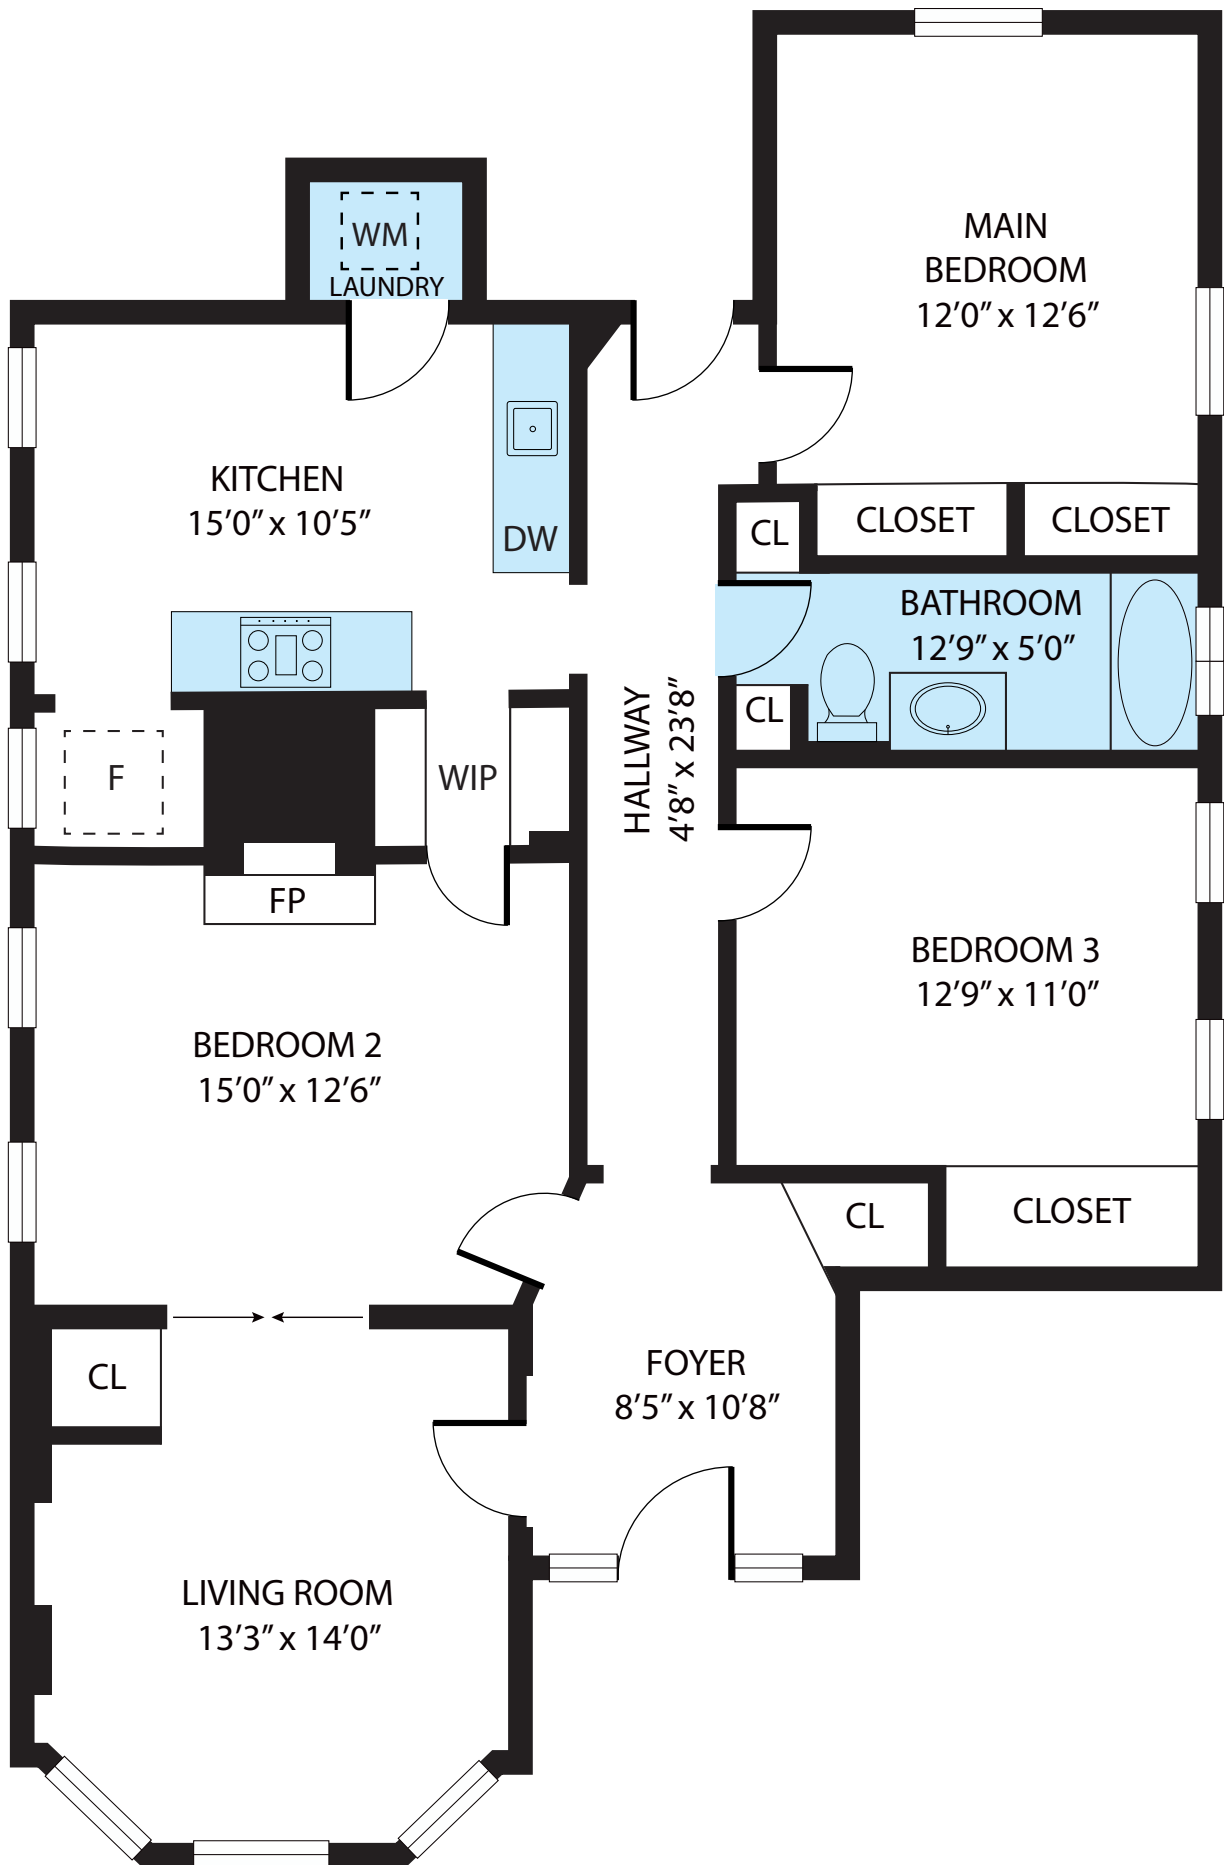 MAIN
BEDROOM
12’0” x 12’6”
WM
LAUNDRY
KITCHEN
15’0” x 10’5”
DW
CL
CLOSET
CLOSET
BATHROOM
12’9” x 5’0”
CL
HALLWAY
4’8” x 23’8”
F
WIP
FP
BEDROOM 3
12’9” x 11’0”
BEDROOM 2
15’0” x 12’6”
CL
CLOSET
CL
FOYER
8’5” x 10’8”
LIVING ROOM
13’3” x 14’0”